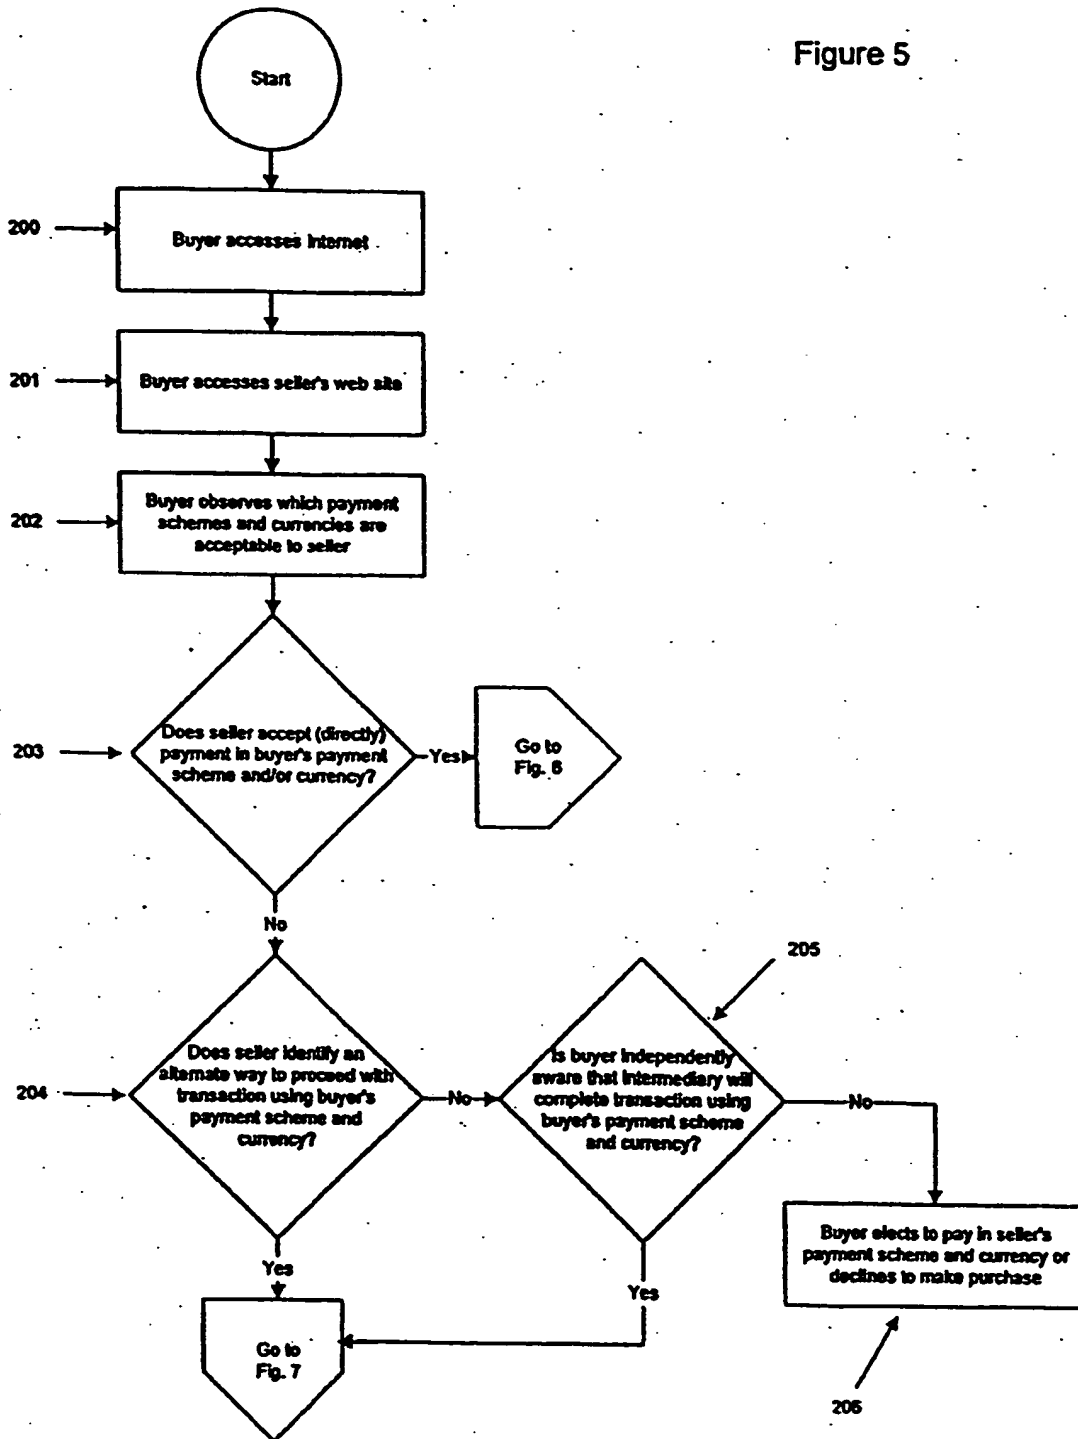 Figure 5
Start
200
Buyer accesses Internet
201
Buyer accesses seller's web site
202
Buyer observes which payment
schemes and currencies are
acceptable to seller
203
Does seller accept (directly)
payment in buyer's payment
scheme and/or currency?
Yes
Go to
Fig. 6
No
204
Does seller identify an
alternate way to proceed with
transaction using buyer's
payment scheme and
currency?
No
205
Is buyer independently
aware that intermediary will
complete transaction using
buyer's payment scheme
and currency?
No
Buyer elects to pay in seller's
payment scheme and currency or
declines to make purchase
206
Yes
Yes
Go to
Fig. 7